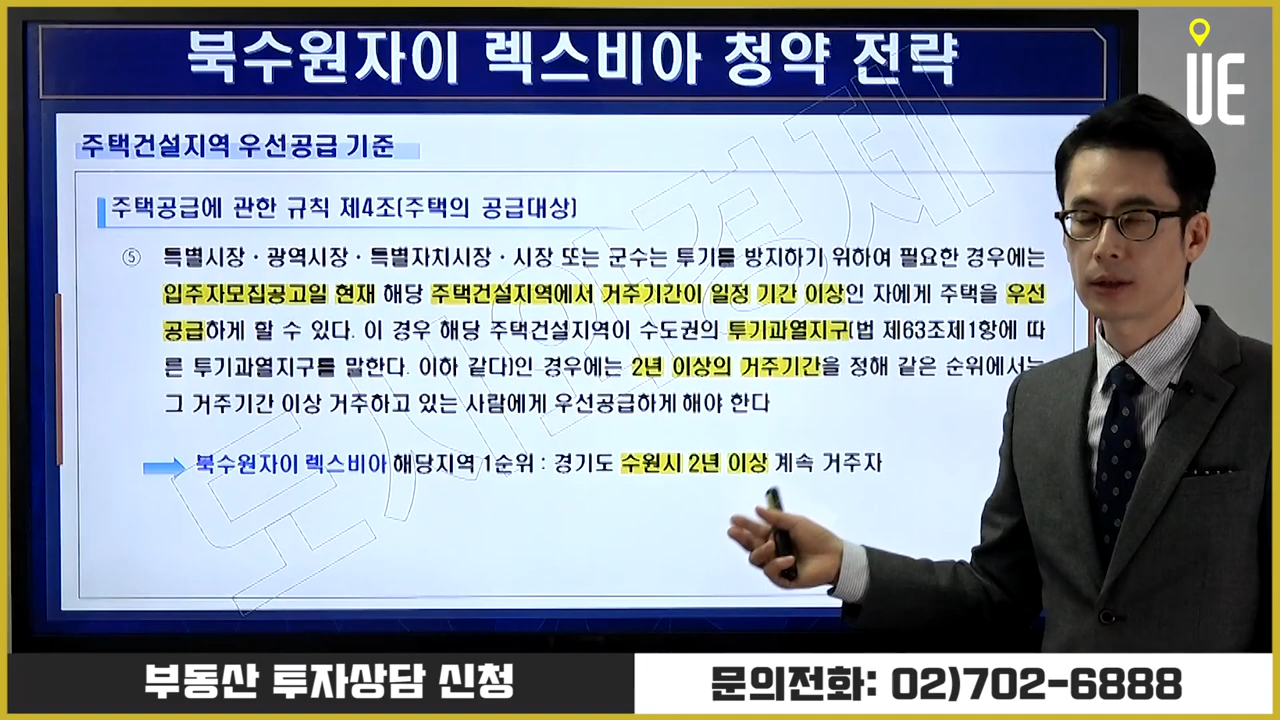 북수원자이 렉스비아 청약 전략
UE
주택건설지역 우선공급 기준
주택공급에 관한 규칙 제4조(주택의 공급대상)
⑤ 특별시장·광역시장·특별자치시장·시장 또는 군수는 투기를 방지하기 위하여 필요한 경우에는
입주자모집공고일 현재 해당 주택건설지역에서 거주기간이 일정 기간 이상인 자에게 주택을 우선
공급하게 할 수 있다. 이 경우 해당 주택건설지역이 수도권의 투기과열지구(법 제63조제1항에 따
른 투기과열지구를 말한다. 이하 같다)인 경우에는 2년 이상의 거주기간을 정해 같은 순위에서는
그 거주기간 이상 거주하고 있는 사람에게 우선공급하게 해야 한다
북수원자이 렉스비아 해당지역 1순위 : 경기도 수원시 2년 이상 계속 거주자
도시와경제
부동산 투자상담 신청
문의전화: 02)702-6888